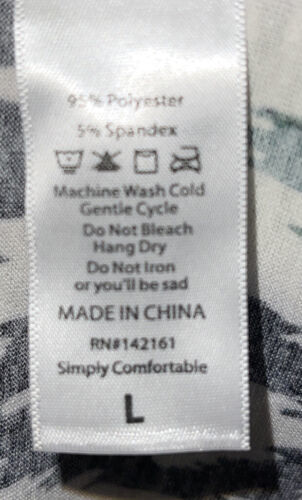 95% Polyester
5% Spandex
Machine Wash Cold
Gentle Cycle
Do Not Bleach
Hang Dry
Do Not Iron
or you'll be sad
MADE IN CHINA
RN#142161
Simply Comfortable
L